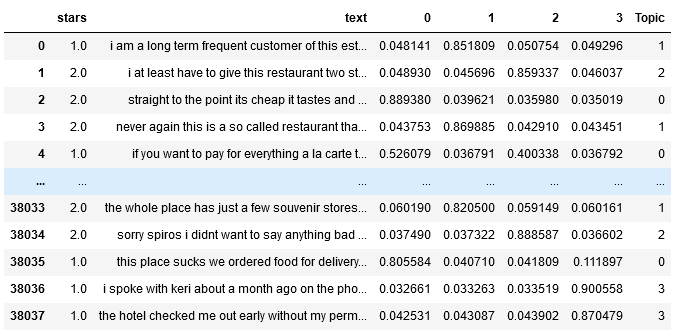 stars text 0 1 2 3 Topic
0 1.0 i am a long term frequent customer of this est... 0.048141 0.851809 0.050754 0.049296 1
1 2.0 i at least have to give this restaurant two st... 0.048930 0.045696 0.859337 0.046037 2
2 2.0 straight to the point its cheap it tastes and ... 0.889380 0.039621 0.035980 0.035019 0
3 2.0 never again this is a so called restaurant tha... 0.043753 0.869885 0.042910 0.043451 1
4 1.0 if you want to pay for everything a la carte t... 0.526079 0.036791 0.400338 0.036792 0
... ... ... ... ... ... ... ...
38033 2.0 the whole place has just a few souvenir stores... 0.060190 0.820500 0.059149 0.060161 1
38034 2.0 sorry spiros i didnt want to say anything bad ... 0.037490 0.037322 0.888587 0.036602 2
38035 1.0 this place sucks we ordered food for delivery... 0.805584 0.040710 0.041809 0.111897 0
38036 1.0 i spoke with keri about a month ago on the pho... 0.032661 0.033263 0.033519 0.900558 3
38037 1.0 the hotel checked me out early without my perm... 0.042531 0.043087 0.043902 0.870479 3